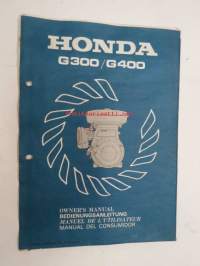 HONDA
G300/G400
OWNER'S MANUAL
BEDIENUNGSANLEITUNG
MANUEL DE L'UTILISATEUR
MANUAL DEL CONSUMIDOR